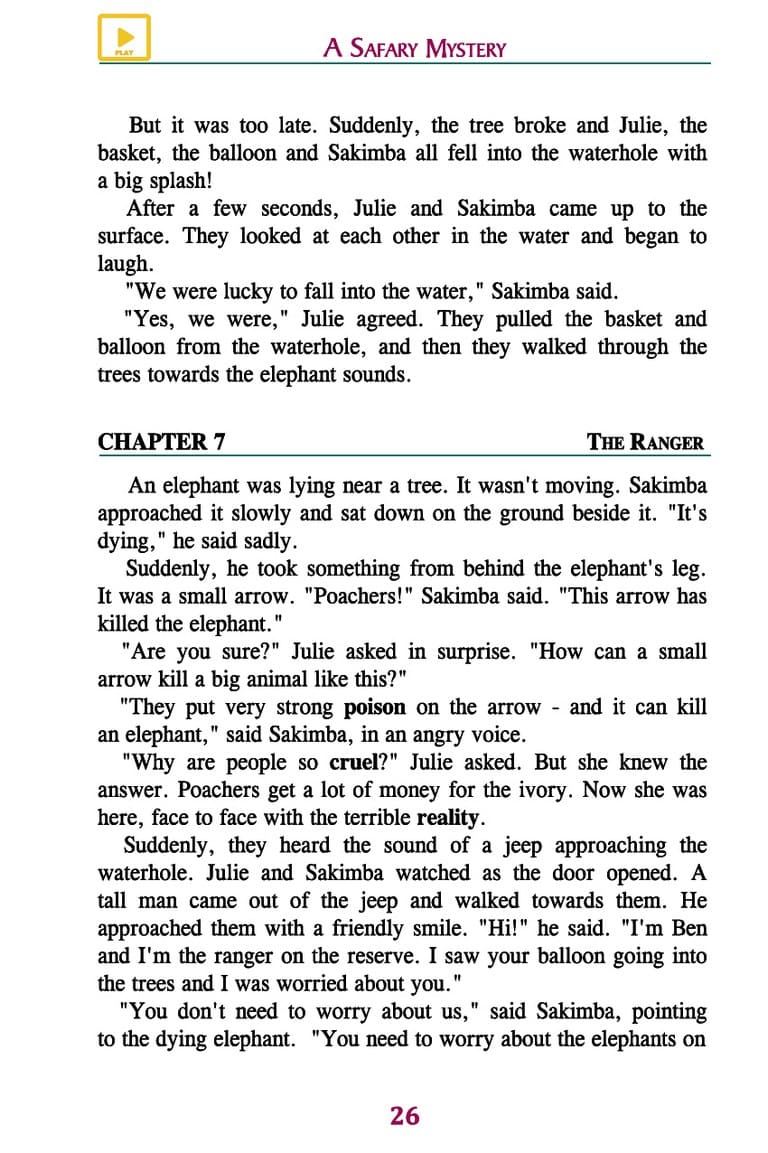 PLAY
A SAFARY MYSTERY
But it was too late. Suddenly, the tree broke and Julie, the
basket, the balloon and Sakimba all fell into the waterhole with
a big splash!
After a few seconds, Julie and Sakimba came up to the
surface. They looked at each other in the water and began to
laugh.
"We were lucky to fall into the water," Sakimba said.
"Yes, we were," Julie agreed. They pulled the basket and
balloon from the waterhole, and then they walked through the
trees towards the elephant sounds.
CHAPTER 7 THE RANGER
An elephant was lying near a tree. It wasn't moving. Sakimba
approached it slowly and sat down on the ground beside it. "It's
dying," he said sadly.
Suddenly, he took something from behind the elephant's leg.
It was a small arrow. "Poachers!" Sakimba said. "This arrow has
killed the elephant."
"Are you sure?" Julie asked in surprise. "How can a small
arrow kill a big animal like this?"
"They put very strong poison on the arrow - and it can kill
an elephant," said Sakimba, in an angry voice.
"Why are people so cruel?" Julie asked. But she knew the
answer. Poachers get a lot of money for the ivory. Now she was
here, face to face with the terrible reality.
Suddenly, they heard the sound of a jeep approaching the
waterhole. Julie and Sakimba watched as the door opened. A
tall man came out of the jeep and walked towards them. He
approached them with a friendly smile. "Hi!" he said. "I'm Ben
and I'm the ranger on the reserve. I saw your balloon going into
the trees and I was worried about you."
"You don't need to worry about us," said Sakimba, pointing
to the dying elephant. "You need to worry about the elephants on
26